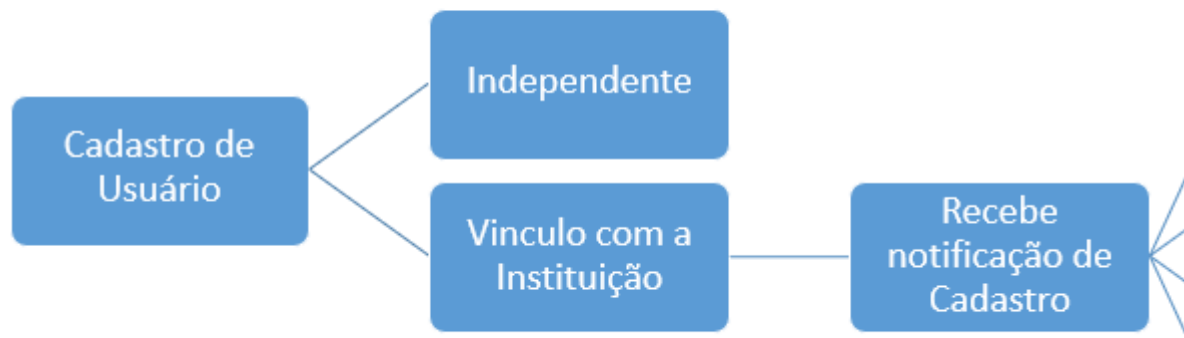 Cadastro de
Usuário
Independente
Vinculo com a
Instituição
Recebe
notificação de
Cadastro